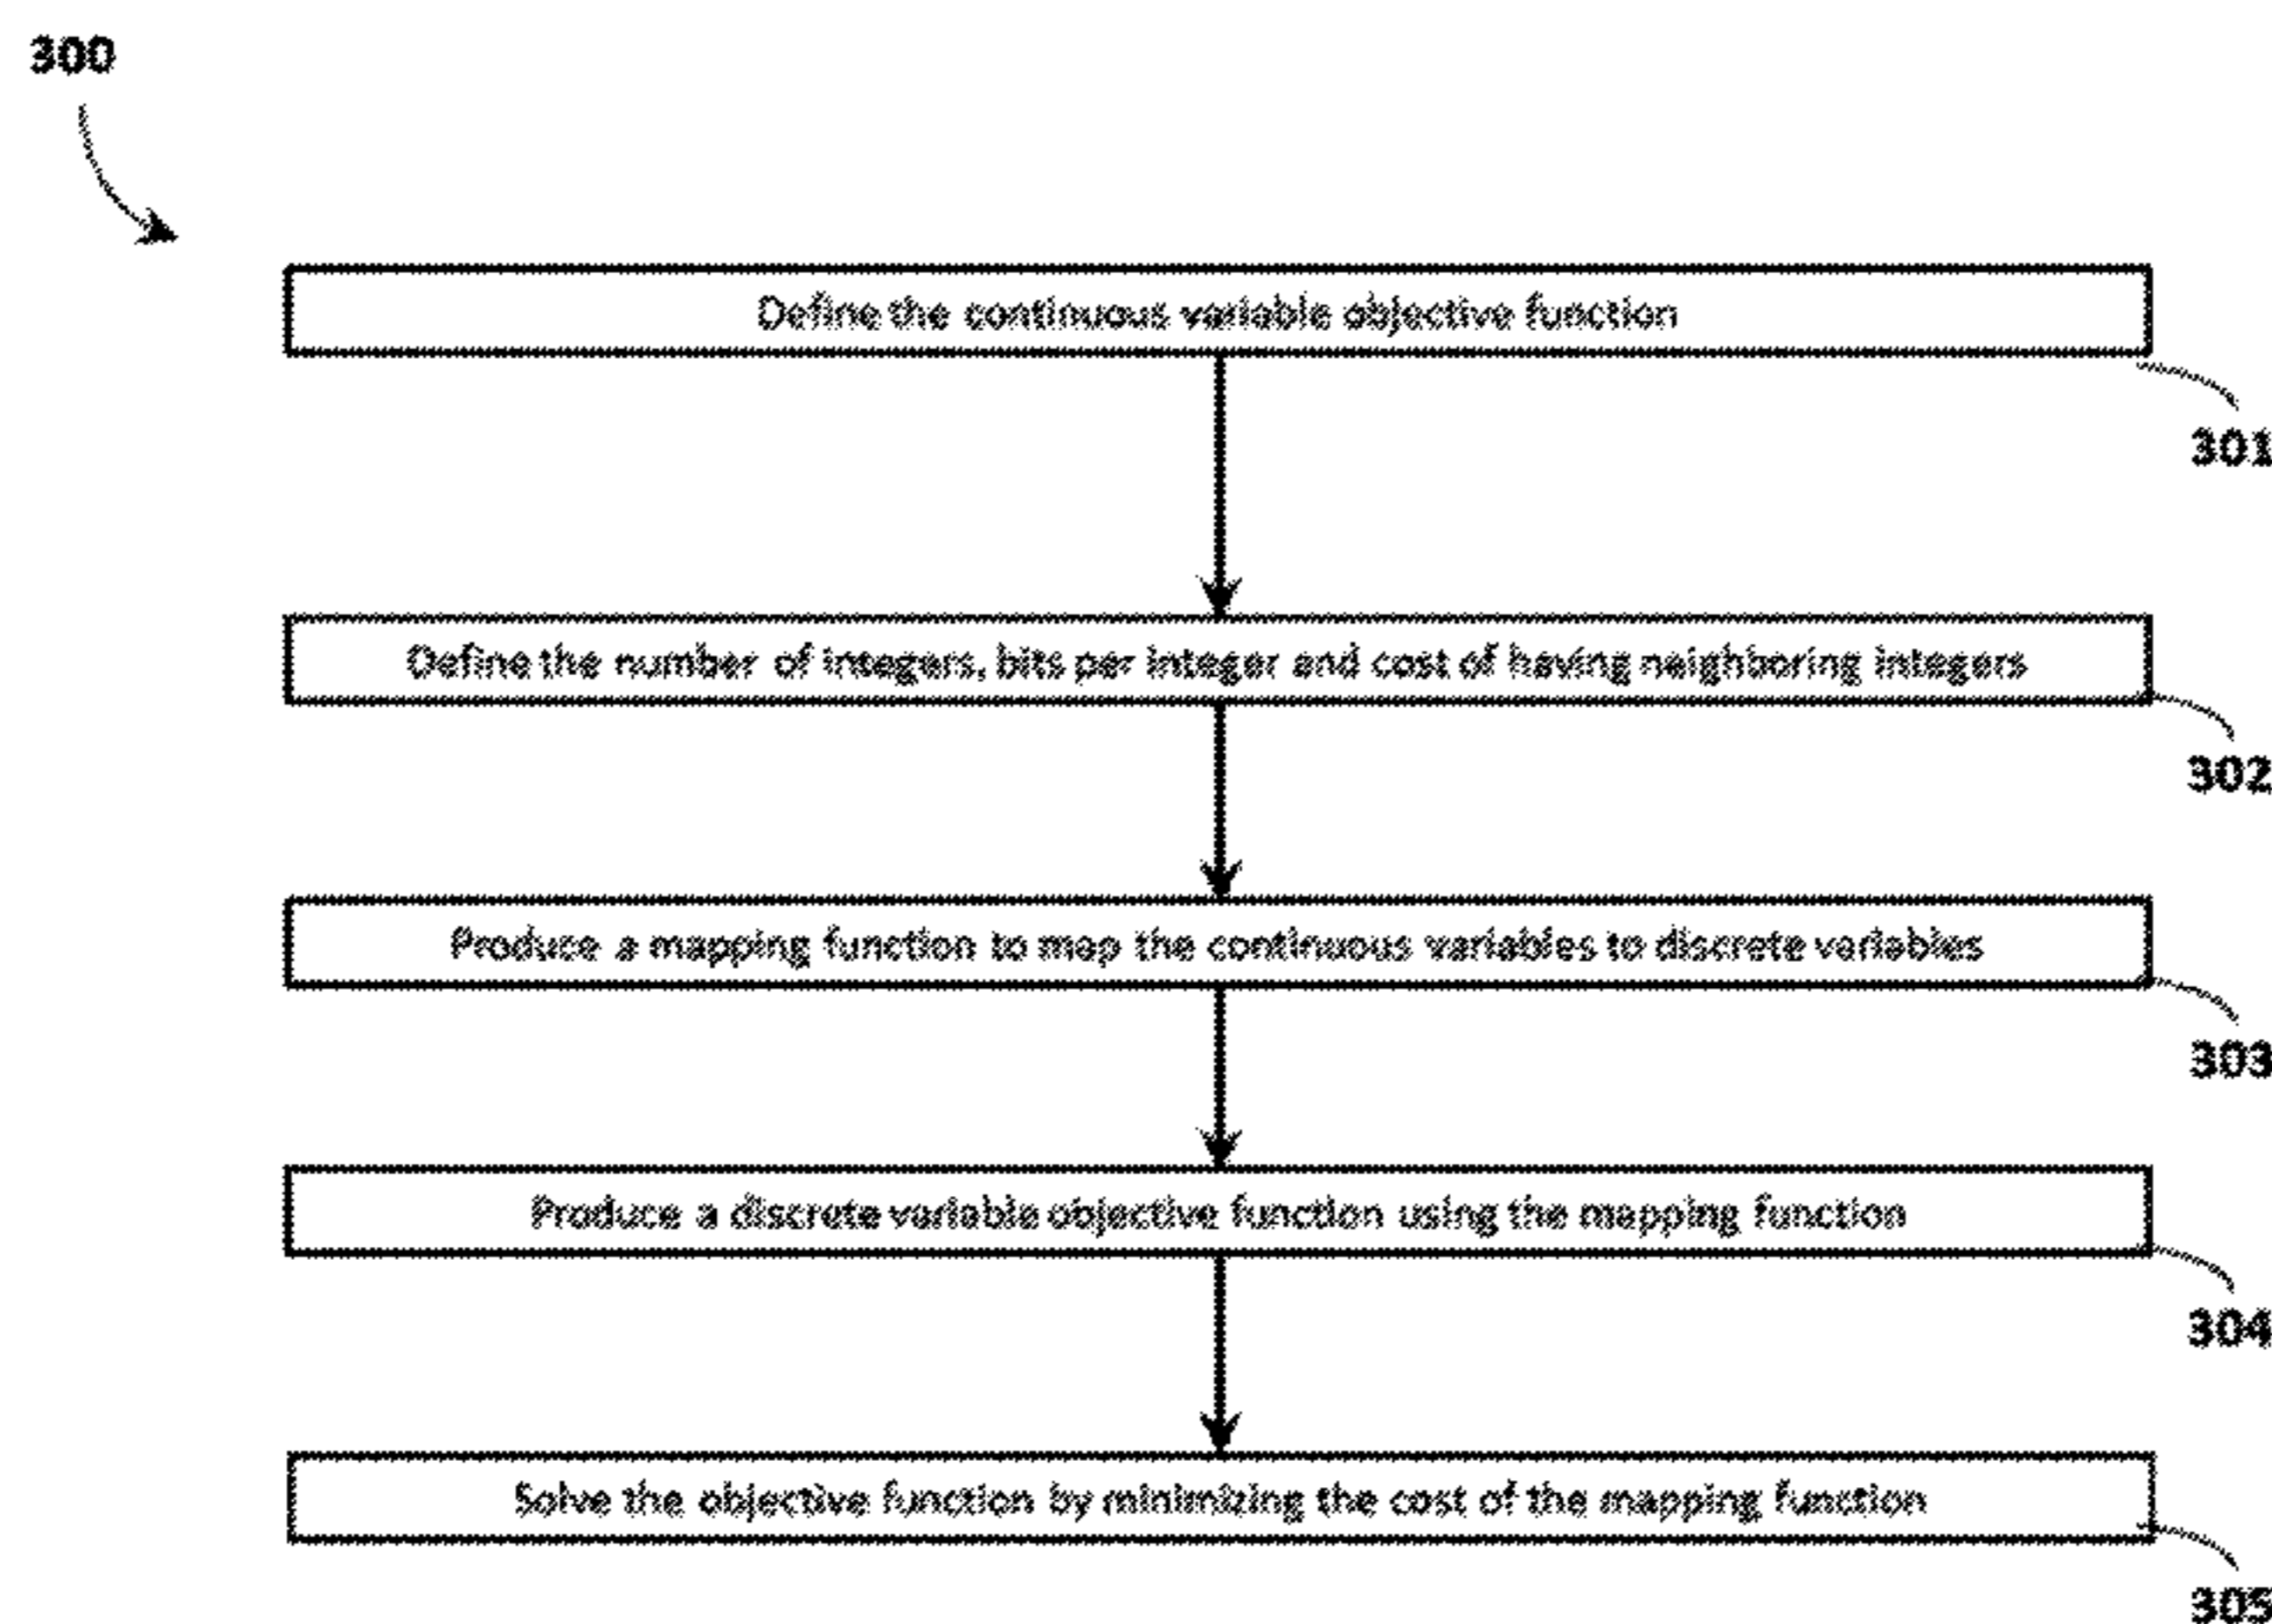 300
Define the continuous variable objective function
301
Define the number of integers, bits per integer and cost of having neighboring integers
302
Produce a mapping function to map the continuous variables to discrete variables
303
Produce a discrete variable objective function using the mapping function
304
Solve the objective function by minimizing the cost of the mapping function
305